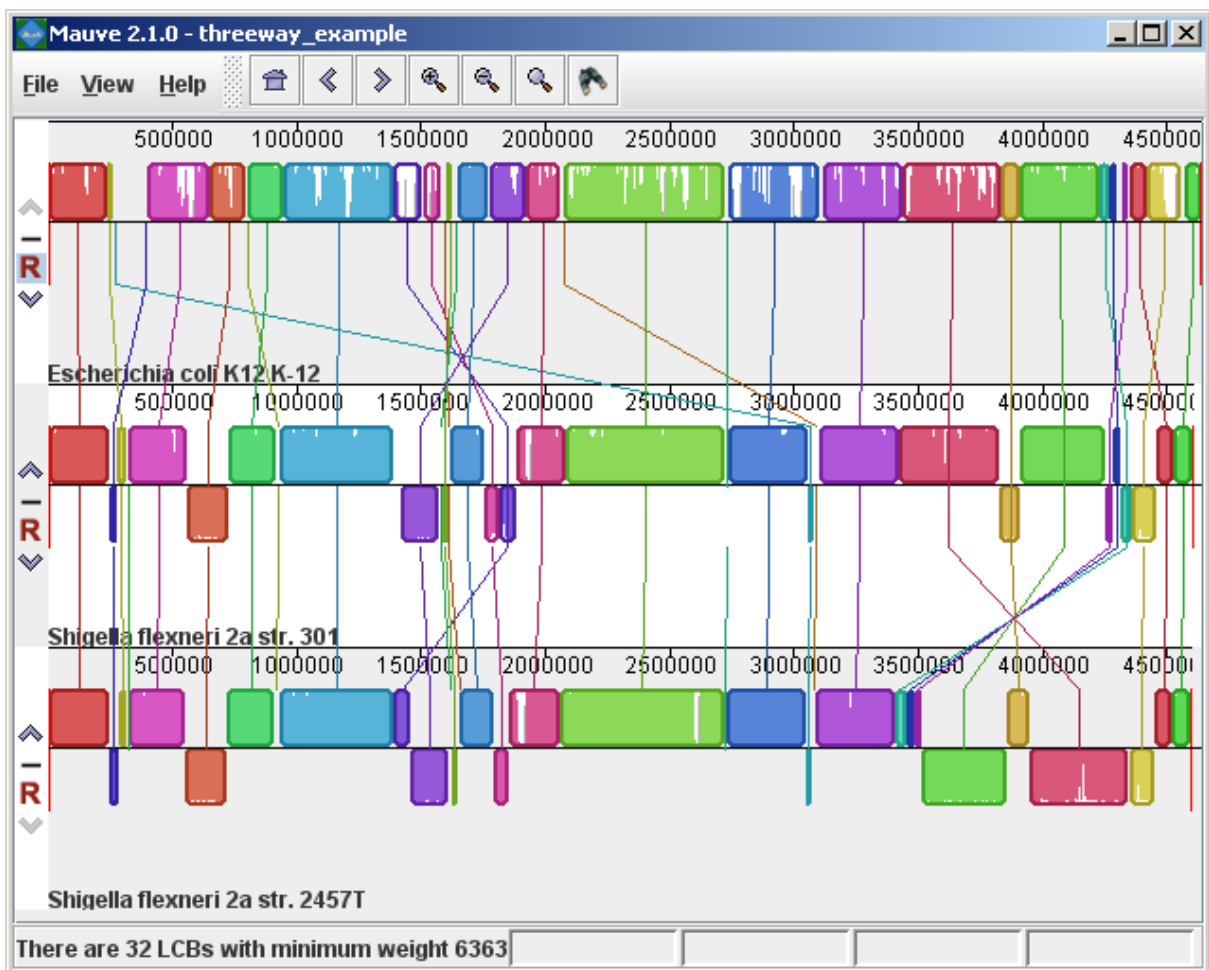 Mauve 2.1.0 - threeway_example
File View Help
500000 1000000 1500000 2000000 2500000 3000000 3500000 4000000 4500000
R
Escherichia coli K12 K-12
500000 1000000 1500000 2000000 2500000 3000000 3500000 4000000 450000
R
Shigella flexneri 2a str. 301
500000 1000000 1500000 2000000 2500000 3000000 3500000 4000000 450000
R
Shigella flexneri 2a str. 2457T
There are 32 LCBs with minimum weight 6363